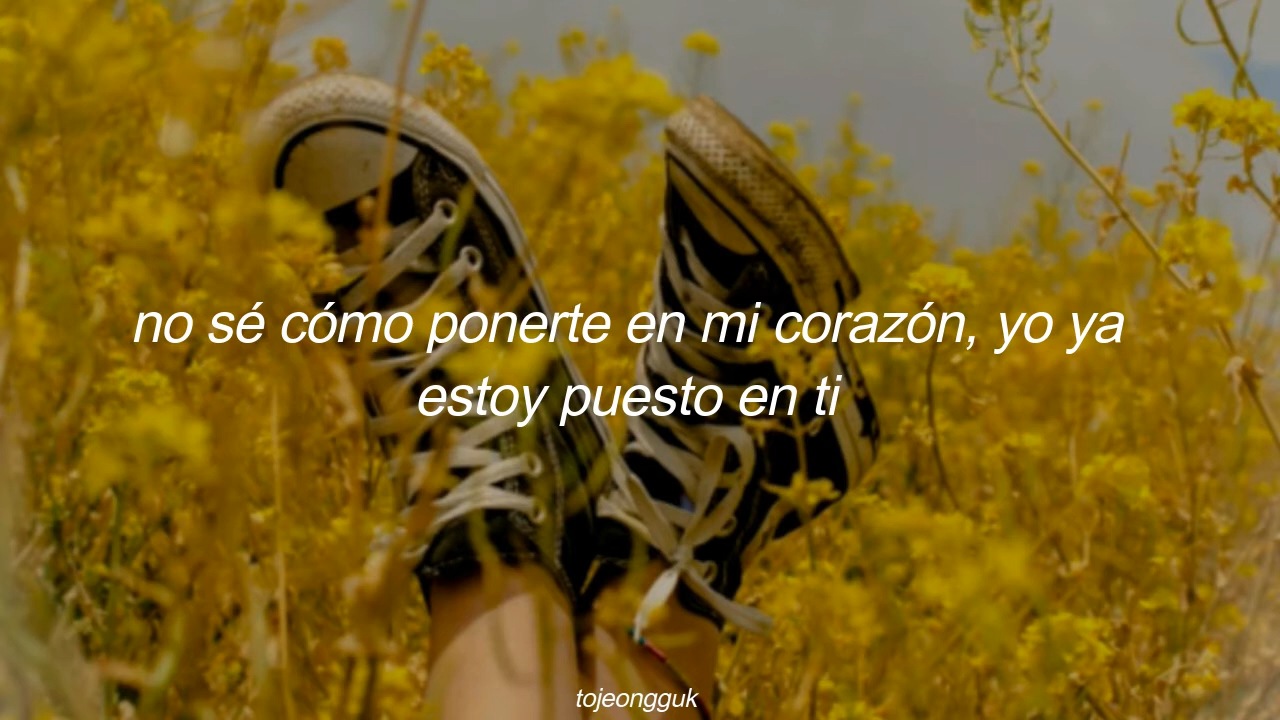 no sé cómo ponerte en mi corazón, yo ya
estoy puesto en ti
tojeongguk